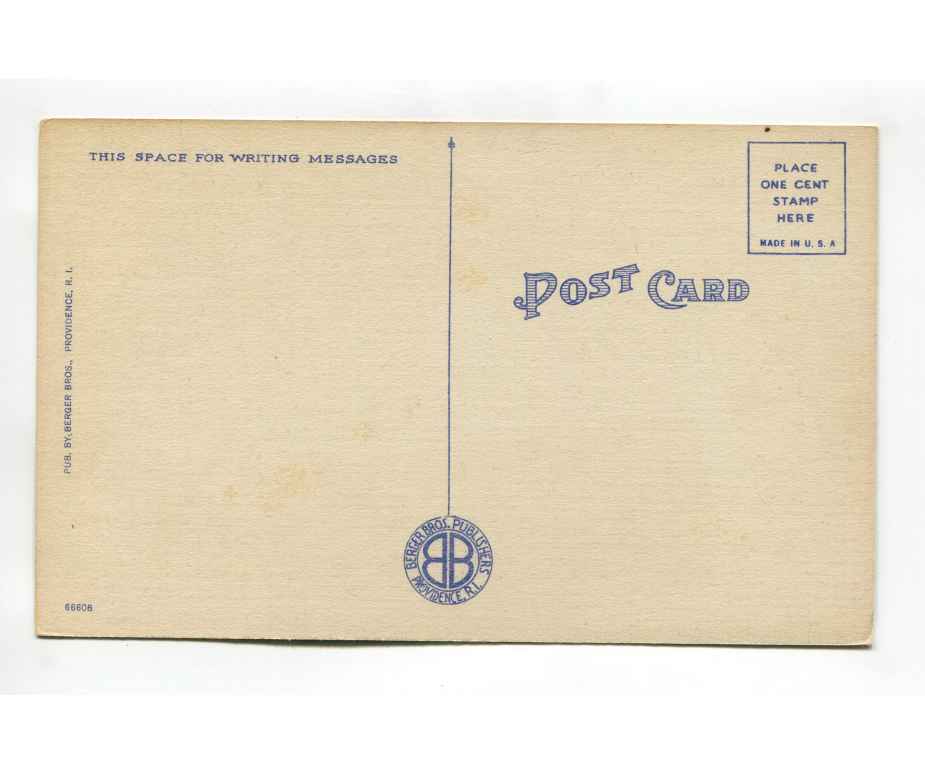 THIS SPACE FOR WRITING MESSAGES
PLACE
ONE CENT
STAMP
HERE
MADE IN U. S. A
POST CARD
PUB. BY, BERGER BROS., PROVIDENCE, R. I.
BERGER BROS. PUBLISHERS
BB
PROVIDENCE, R.I.
66608